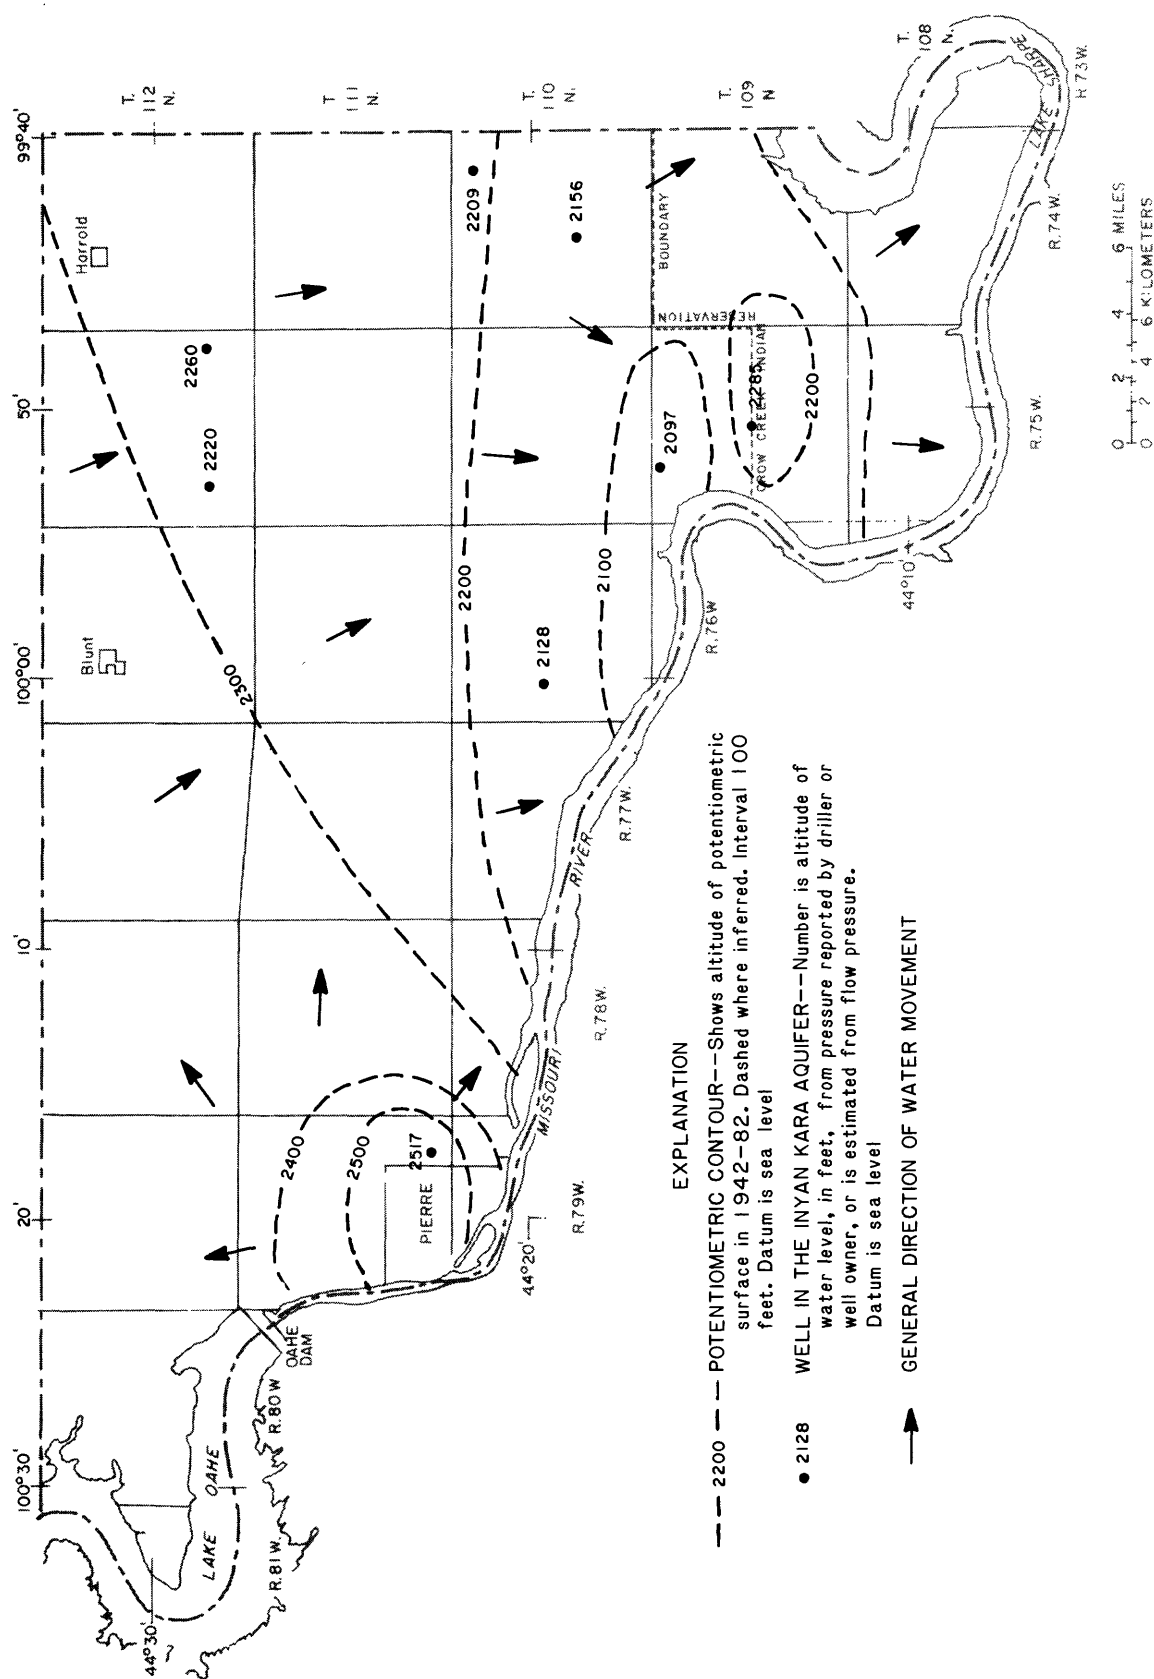 100°30'
20'
10'
100°00'
50'
99°40'
44°30'
LAKE OAHE
R.81W.
R.80W
OAHE
DAM
Blunt
Harrold
T.
112
N.
T.
111
N.
T.
110
N.
T.
109
N
T.
108
N.
2300
2220
2260
2400
2500
2517
PIERRE
2200
2209
2128
2156
2100
2097
BOUNDARY
RESERVATION
CROW CREEK INDIAN
2285
2200
44°20'
44°10'
MISSOURI
RIVER
LAKE SHARPE
R.79W.
R.78W.
R.77W.
R.76W
R.75W.
R.74W.
R.73W.
0 2 4 6 MILES
0 2 4 6 KILOMETERS
EXPLANATION
2200 POTENTIOMETRIC CONTOUR--Shows altitude of potentiometric
surface in 1942-82. Dashed where inferred. Interval 100
feet. Datum is sea level
2128 WELL IN THE INYAN KARA AQUIFER--Number is altitude of
water level, in feet, from pressure reported by driller or
well owner, or is estimated from flow pressure.
Datum is sea level
GENERAL DIRECTION OF WATER MOVEMENT